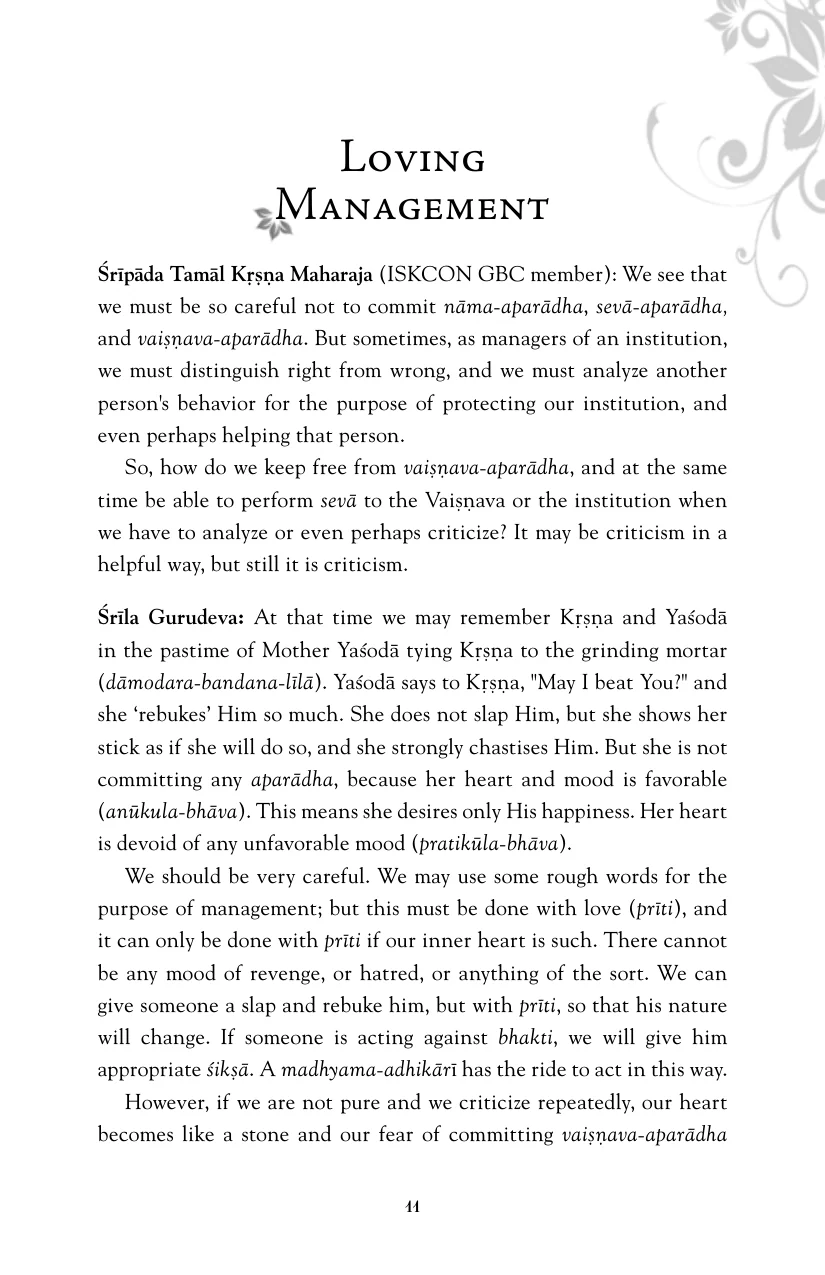 Loving
Management
Śrīpāda Tamāl Kṛṣṇa Maharaja (ISKCON GBC member): We see that
we must be so careful not to commit nāma-aparādha, sevā-aparādha,
and vaiṣṇava-aparādha. But sometimes, as managers of an institution,
we must distinguish right from wrong, and we must analyze another
person's behavior for the purpose of protecting our institution, and
even perhaps helping that person.
So, how do we keep free from vaiṣṇava-aparādha, and at the same
time be able to perform sevā to the Vaiṣṇava or the institution when
we have to analyze or even perhaps criticize? It may be criticism in a
helpful way, but still it is criticism.
Śrīla Gurudeva: At that time we may remember Kṛṣṇa and Yaśodā
in the pastime of Mother Yaśodā tying Kṛṣṇa to the grinding mortar
(dāmodara-bandana-līlā). Yaśodā says to Kṛṣṇa, "May I beat You?" and
she ‘rebukes’ Him so much. She does not slap Him, but she shows her
stick as if she will do so, and she strongly chastises Him. But she is not
committing any aparādha, because her heart and mood is favorable
(anūkula-bhāva). This means she desires only His happiness. Her heart
is devoid of any unfavorable mood (pratikūla-bhāva).
We should be very careful. We may use some rough words for the
purpose of management; but this must be done with love (prīti), and
it can only be done with prīti if our inner heart is such. There cannot
be any mood of revenge, or hatred, or anything of the sort. We can
give someone a slap and rebuke him, but with prīti, so that his nature
will change. If someone is acting against bhakti, we will give him
appropriate śikṣā. A madhyama-adhikārī has the ride to act in this way.
However, if we are not pure and we criticize repeatedly, our heart
becomes like a stone and our fear of committing vaiṣṇava-aparādha
11